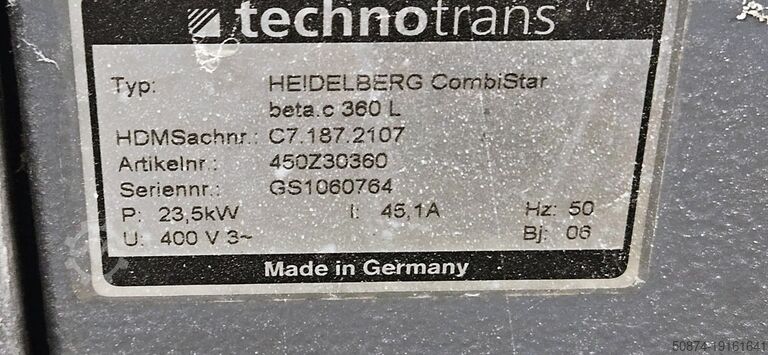 technotrans
Typ: HEIDELBERG CombiStar
beta.c 360 L
HDMSachnr.: C7.187.2107
Artikelnr.: 450Z30360
Seriennr.: GS1060764
P: 23,5kW I: 45,1A Hz: 50
U: 400 V 3~ Bj: 06
Made in Germany
50874-19161641